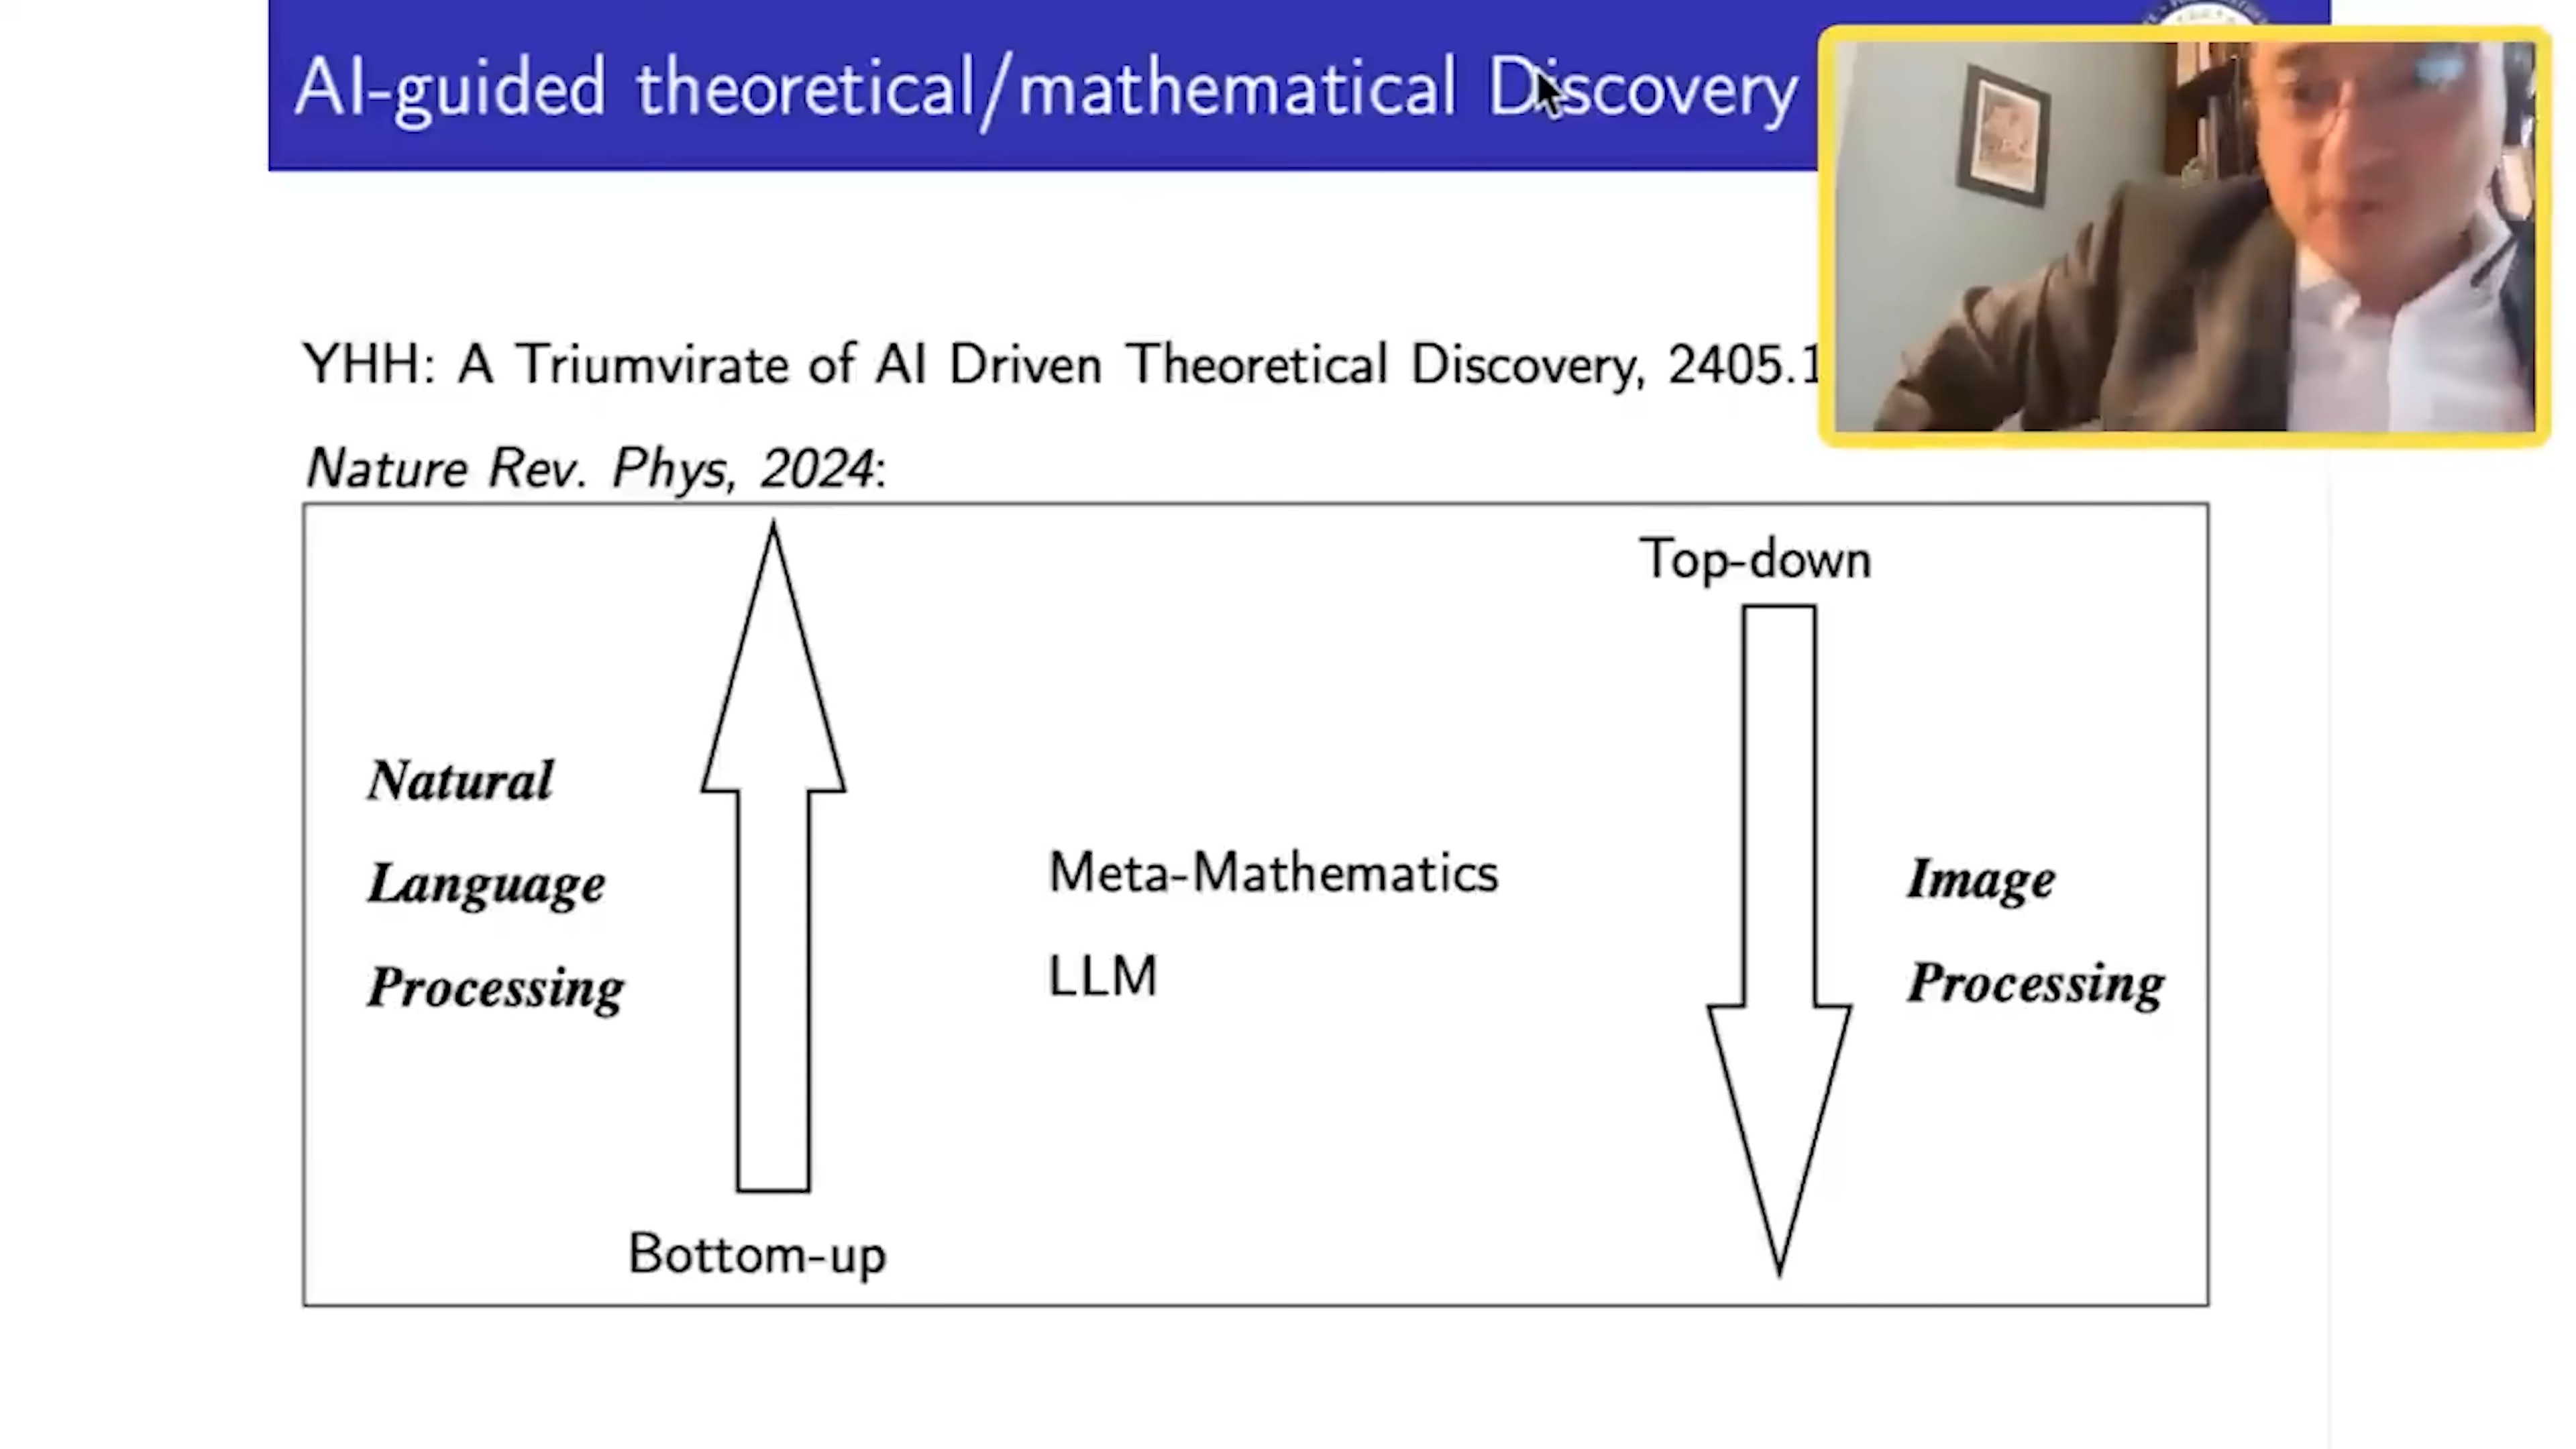 AI-guided theoretical/mathematical Discovery
YHH: A Triumvirate of AI Driven Theoretical Discovery, 2405.1
Nature Rev. Phys, 2024:
Top-down
Natural
Language
Processing
Meta-Mathematics
LLM
Image
Processing
Bottom-up